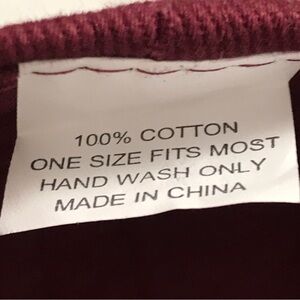 100% COTTON
ONE SIZE FITS MOST
HAND WASH ONLY
MADE IN CHINA